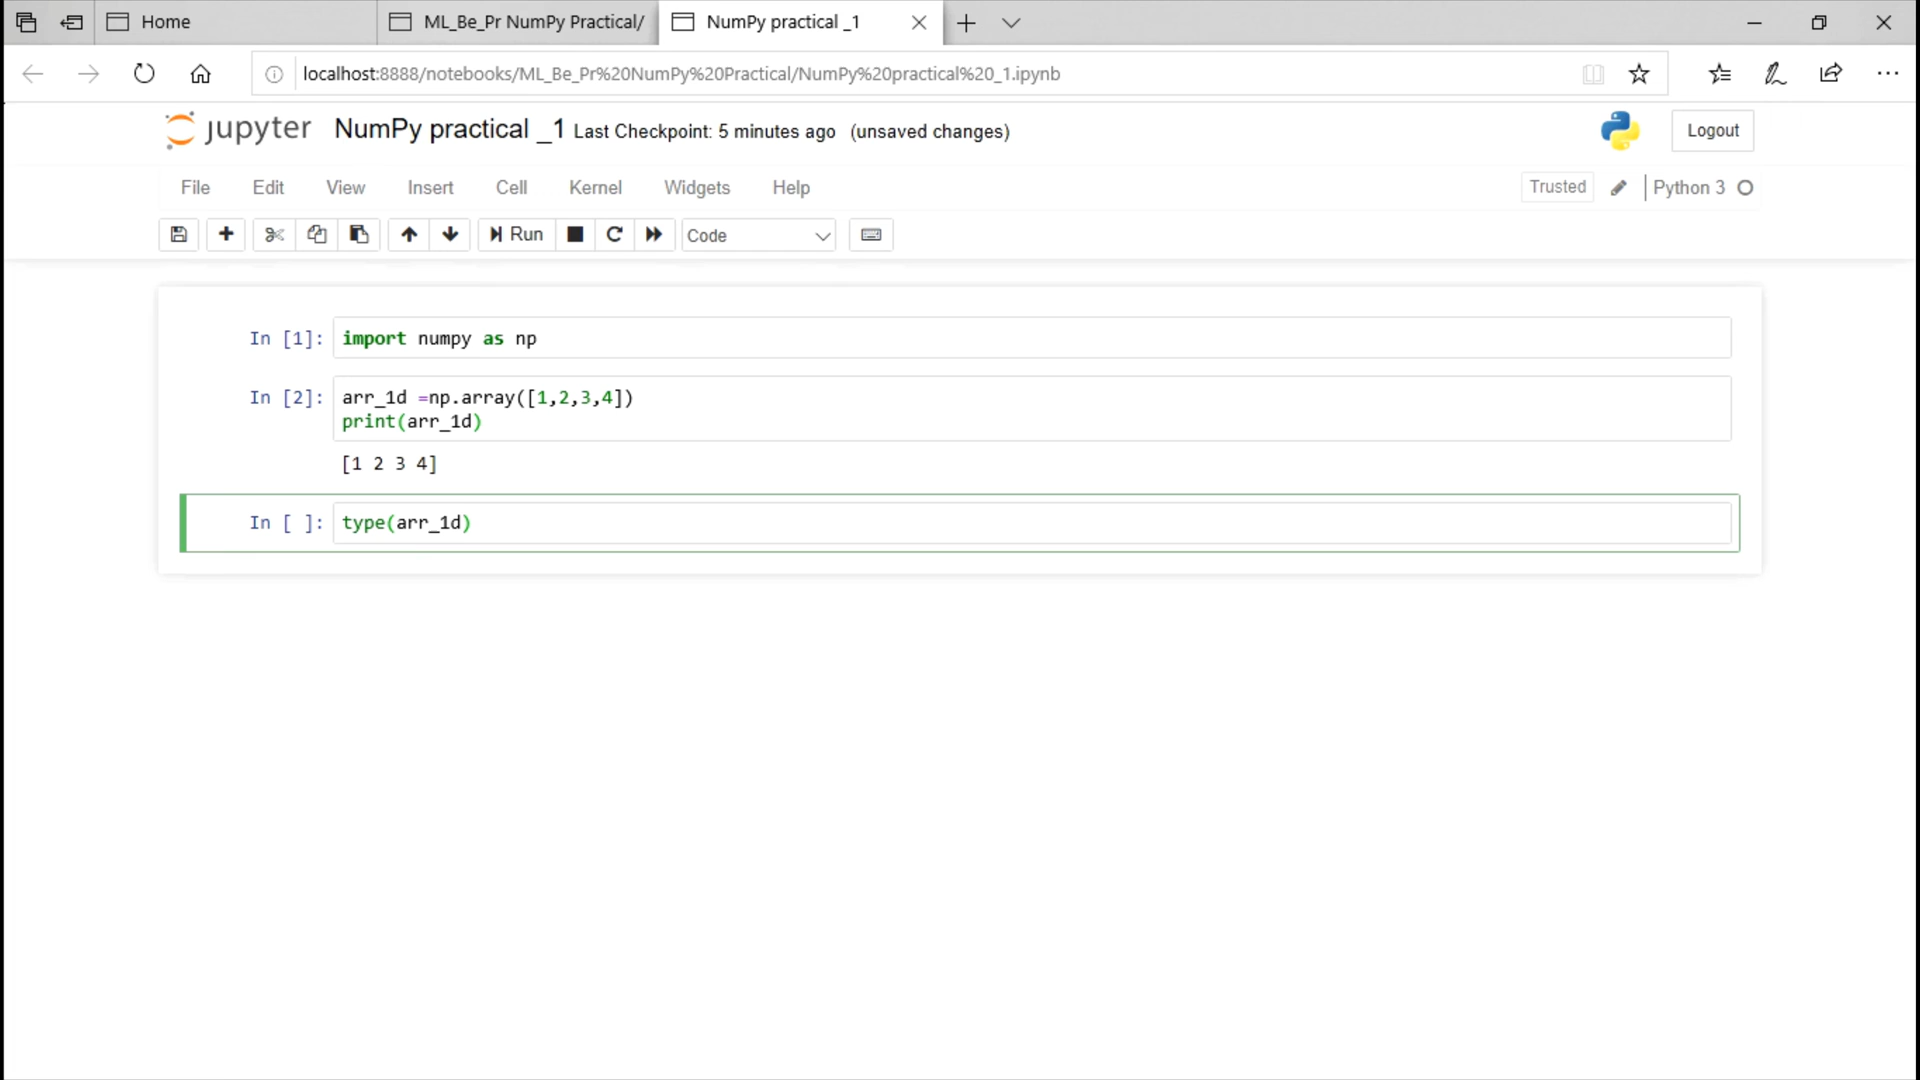 Home
ML_Be_Pr NumPy Practical/
NumPy practical _1
localhost:8888/notebooks/ML_Be_Pr%20NumPy%20Practical/NumPy%20practical%20_1.ipynb
jupyter NumPy practical _1 Last Checkpoint: 5 minutes ago (unsaved changes)
Logout
File Edit View Insert Cell Kernel Widgets Help
Trusted Python 3
Run Code
In [1]: import numpy as np
In [2]: arr_1d =np.array([1,2,3,4])
print(arr_1d)
[1 2 3 4]
In [ ]: type(arr_1d)